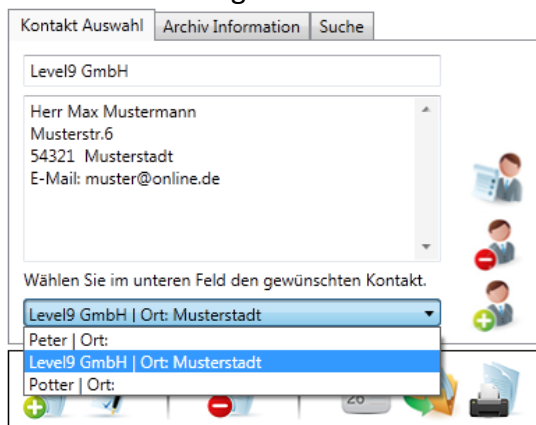 Kontakt Auswahl Archiv Information Suche
Level9 GmbH
Herr Max Mustermann
Musterstr.6
54321 Musterstadt
E-Mail: muster@online.de
Wählen Sie im unteren Feld den gewünschten Kontakt.
Level9 GmbH | Ort: Musterstadt
Peter | Ort:
Level9 GmbH | Ort: Musterstadt
Potter | Ort:
26